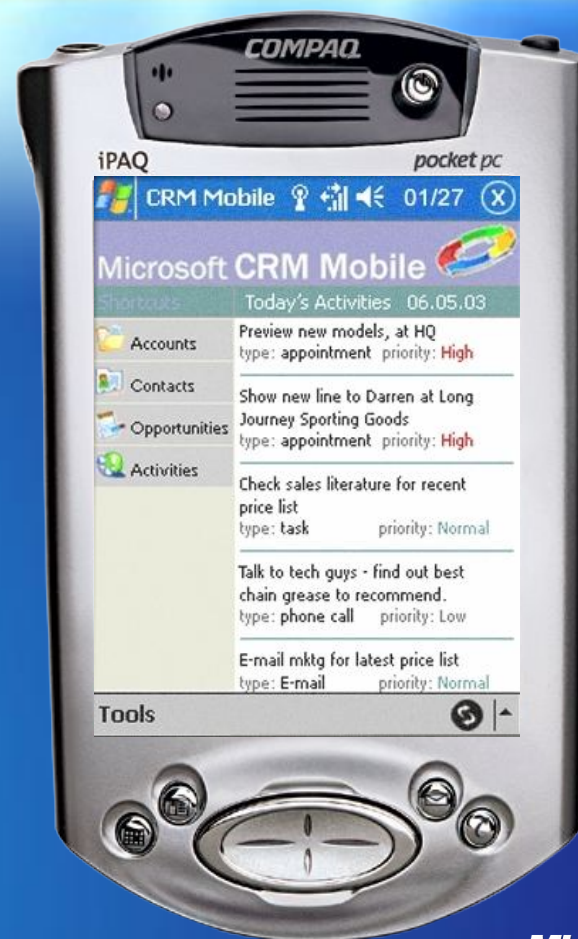 COMPAQ
iPAQ pocket pc
CRM Mobile 01/27
Microsoft CRM Mobile
Shortcuts Today's Activities 06.05.03
Accounts
Contacts
Opportunities
Activities
Preview new models, at HQ
type: appointment priority: High
Show new line to Darren at Long
Journey Sporting Goods
type: appointment priority: High
Check sales literature for recent
price list
type: task priority: Normal
Talk to tech guys - find out best
chain grease to recommend.
type: phone call priority: Low
E-mail mktg for latest price list
type: E-mail priority: Normal
Tools